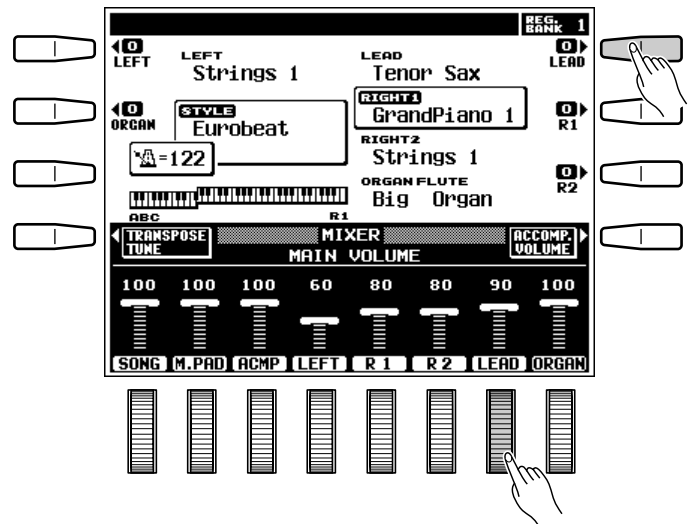 REG. BANK 1
0 LEFT
LEFT
Strings 1
LEAD
Tenor Sax
0 LEAD
0 ORGAN
STYLE
Eurobeat
RIGHT1
GrandPiano 1
0 R1
=122
RIGHT2
Strings 1
0 R2
ORGAN FLUTE
Big Organ
ABC
R1
TRANSPOSE TUNE
MIXER
MAIN VOLUME
ACCOMP. VOLUME
100 100 100 60 80 80 90 100
SONG M.PAD ACMP LEFT R 1 R 2 LEAD ORGAN